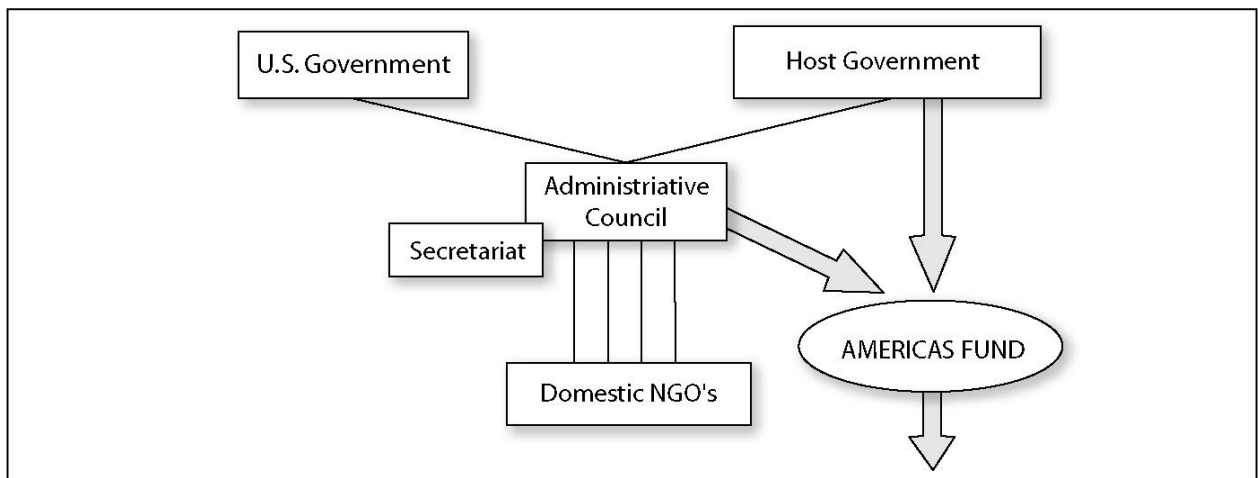 U.S. Government
Host Government
Administriative
Council
Secretariat
AMERICAS FUND
Domestic NGO's